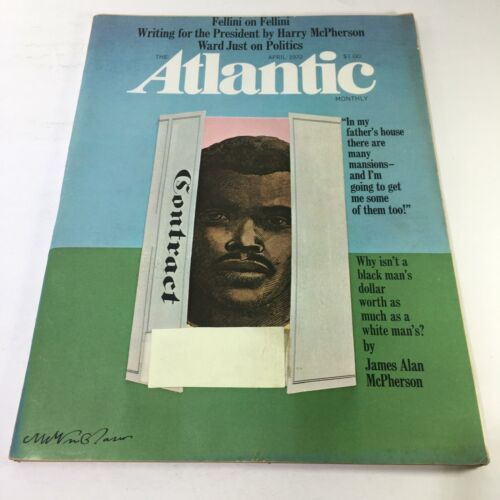 Fellini on Fellini
Writing for the President by Harry McPherson
Ward Just on Politics
THE APRIL 1972 $1.00
Atlantic
MONTHLY
"In my
father's house
there are
many
mansions—
and I'm
going to get
me some
of them too!"
Contract
Why isn't a
black man's
dollar
worth as
much as a
white man's?
by
James Alan
McPherson